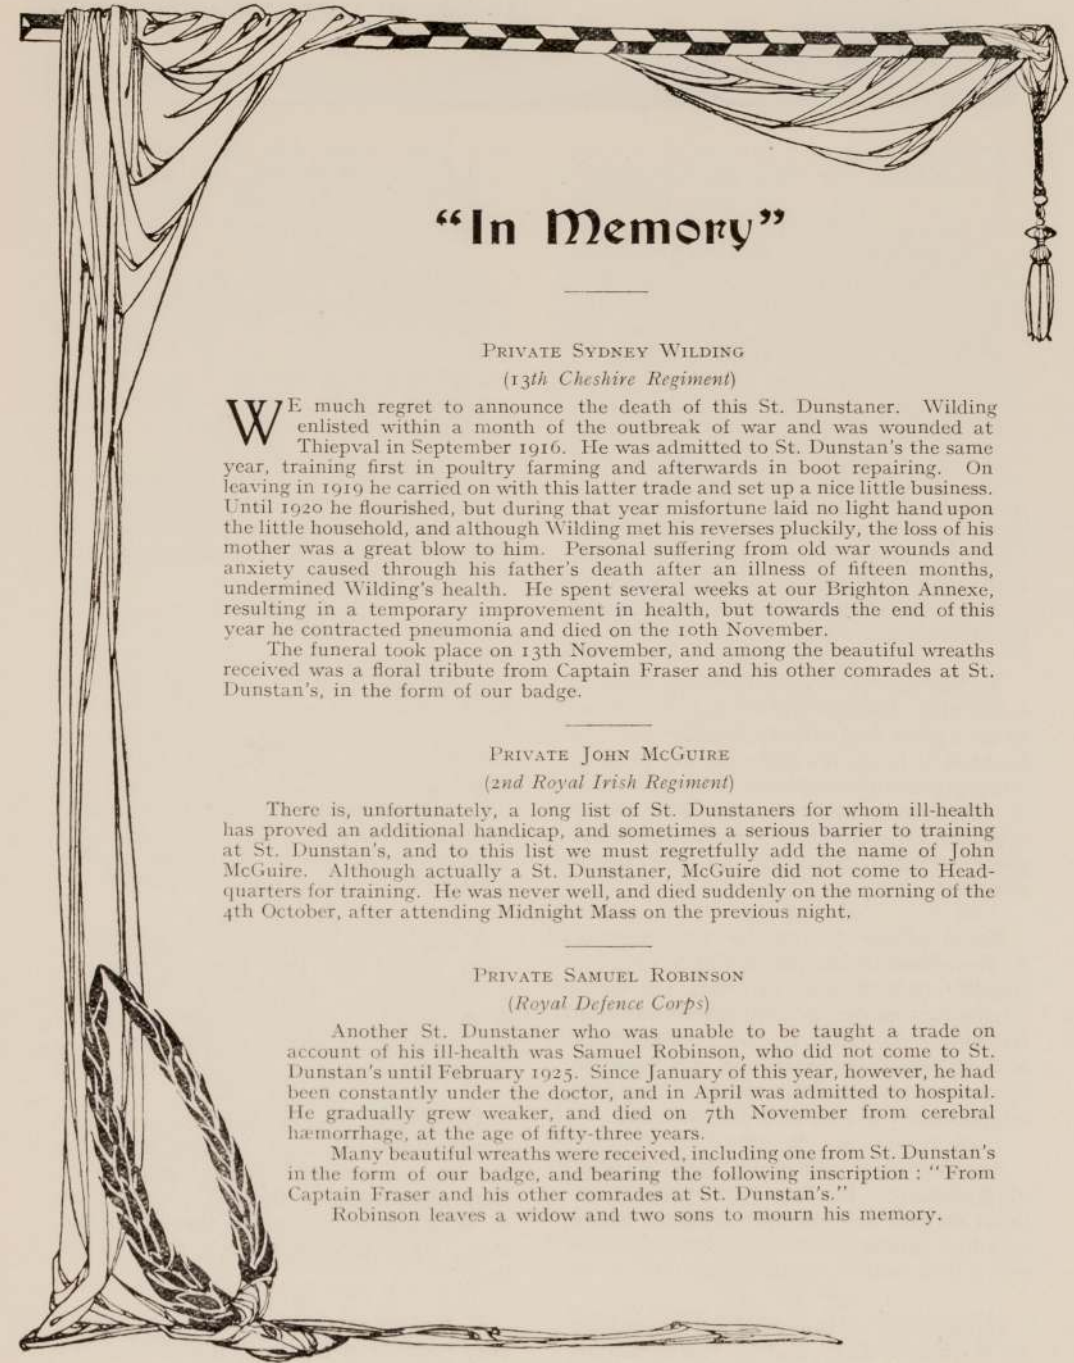 “In Memory”
PRIVATE SYDNEY WILDING
(13th Cheshire Regiment)
WE much regret to announce the death of this St. Dunstaner. Wilding
enlisted within a month of the outbreak of war and was wounded at
Thiepval in September 1916. He was admitted to St. Dunstan's the same
year, training first in poultry farming and afterwards in boot repairing. On
leaving in 1919 he carried on with this latter trade and set up a nice little business.
Until 1920 he flourished, but during that year misfortune laid no light hand upon
the little household, and although Wilding met his reverses pluckily, the loss of his
mother was a great blow to him. Personal suffering from old war wounds and
anxiety caused through his father's death after an illness of fifteen months,
undermined Wilding's health. He spent several weeks at our Brighton Annexe,
resulting in a temporary improvement in health, but towards the end of this
year he contracted pneumonia and died on the 10th November.
The funeral took place on 13th November, and among the beautiful wreaths
received was a floral tribute from Captain Fraser and his other comrades at St.
Dunstan's, in the form of our badge.
PRIVATE JOHN MCGUIRE
(2nd Royal Irish Regiment)
There is, unfortunately, a long list of St. Dunstaners for whom ill-health
has proved an additional handicap, and sometimes a serious barrier to training
at St. Dunstan's, and to this list we must regretfully add the name of John
McGuire. Although actually a St. Dunstaner, McGuire did not come to Head-
quarters for training. He was never well, and died suddenly on the morning of the
4th October, after attending Midnight Mass on the previous night.
PRIVATE SAMUEL ROBINSON
(Royal Defence Corps)
Another St. Dunstaner who was unable to be taught a trade on
account of his ill-health was Samuel Robinson, who did not come to St.
Dunstan's until February 1925. Since January of this year, however, he had
been constantly under the doctor, and in April was admitted to hospital.
He gradually grew weaker, and died on 7th November from cerebral
hæmorrhage, at the age of fifty-three years.
Many beautiful wreaths were received, including one from St. Dunstan's
in the form of our badge, and bearing the following inscription : “From
Captain Fraser and his other comrades at St. Dunstan's.”
Robinson leaves a widow and two sons to mourn his memory.